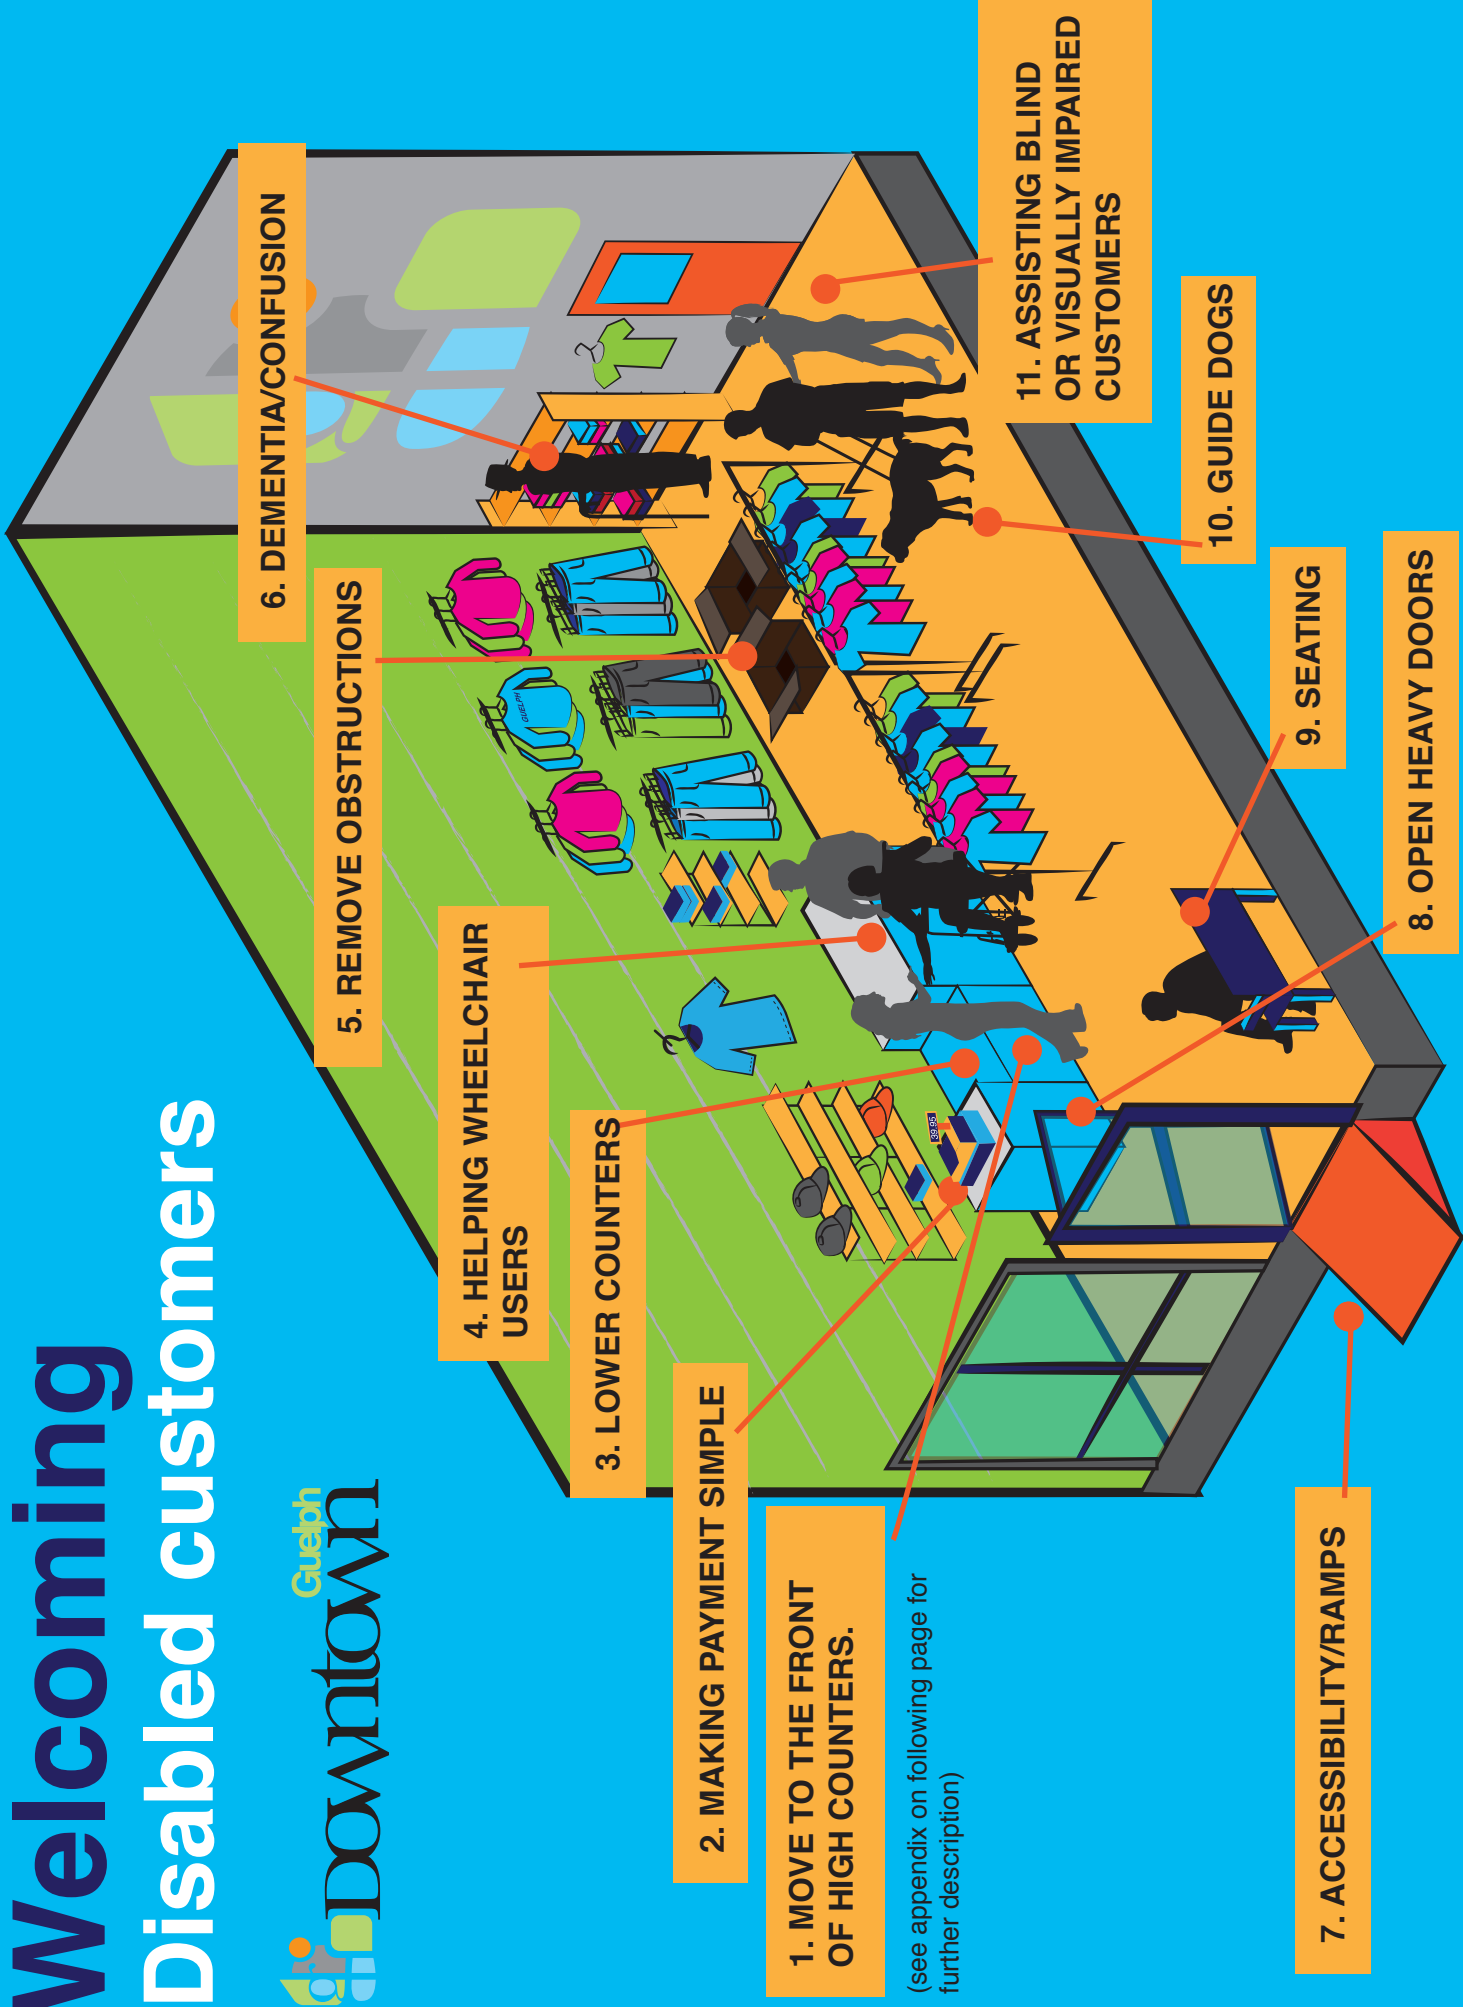 Welcoming
Disabled customers
Guelph
Downtown
1. MOVE TO THE FRONT
OF HIGH COUNTERS.
(see appendix on following page for
further description)
2. MAKING PAYMENT SIMPLE
3. LOWER COUNTERS
4. HELPING WHEELCHAIR
USERS
5. REMOVE OBSTRUCTIONS
6. DEMENTIA/CONFUSION
7. ACCESSIBILITY/RAMPS
8. OPEN HEAVY DOORS
9. SEATING
10. GUIDE DOGS
11. ASSISTING BLIND
OR VISUALLY IMPAIRED
CUSTOMERS
GUELPH
39.95